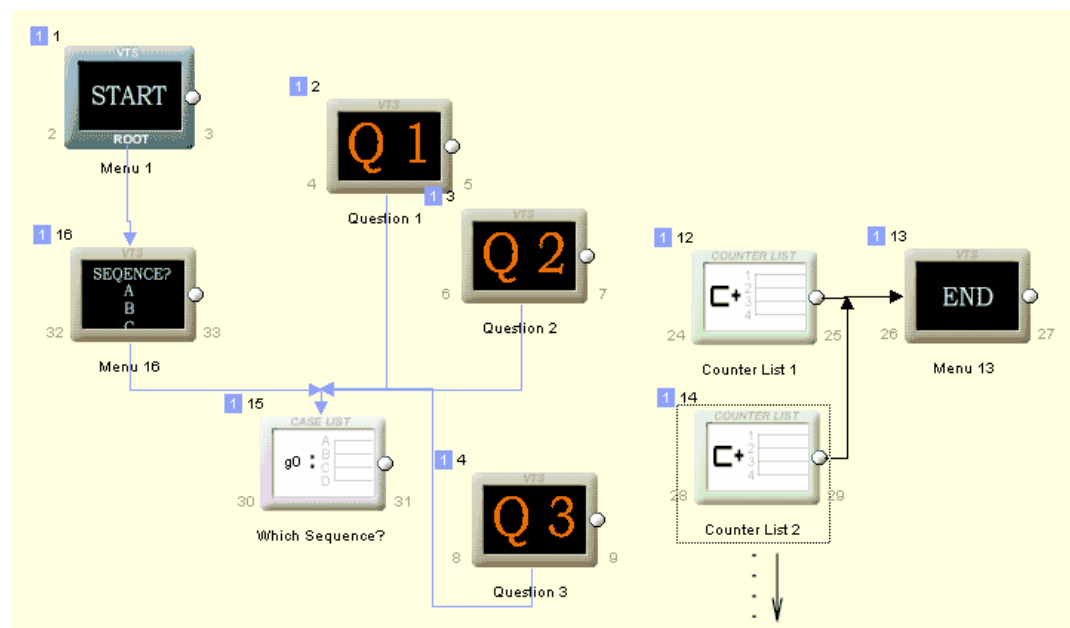 1 1
VTS
START
ROOT
2 3
Menu 1
1 2
VTS
Q 1
4 5
Question 1
1 3
VTS
Q 2
6 7
Question 2
1 16
VTS
SEQENCE?
A
B
C
32 33
Menu 16
1 12
COUNTER LIST
C+
1
2
3
4
24 25
Counter List 1
1 13
VTS
END
26 27
Menu 13
1 15
CASE LIST
g0 :
A
B
C
D
30 31
Which Sequence?
1 14
COUNTER LIST
C+
1
2
3
4
28 29
Counter List 2
1 4
VTS
Q 3
8 9
Question 3